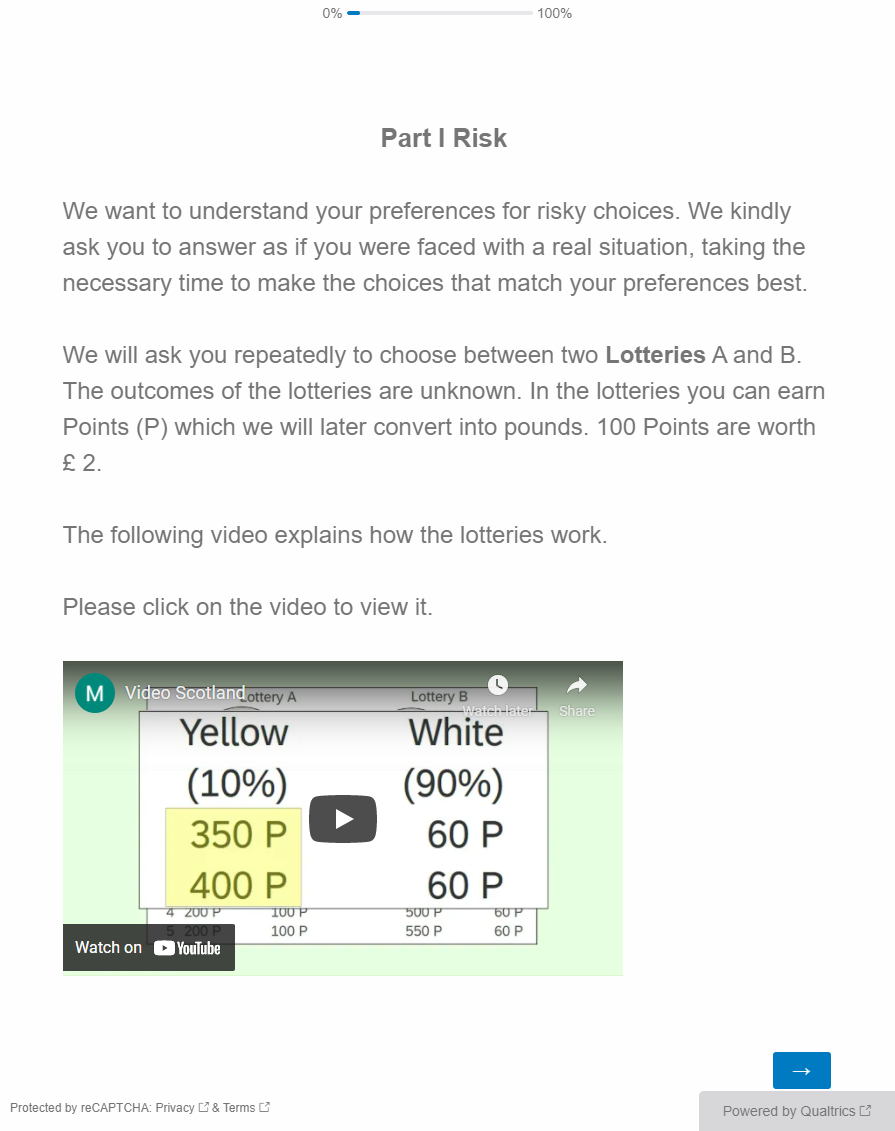 0% 100%
Part I Risk
We want to understand your preferences for risky choices. We kindly
ask you to answer as if you were faced with a real situation, taking the
necessary time to make the choices that match your preferences best.
We will ask you repeatedly to choose between two Lotteries A and B.
The outcomes of the lotteries are unknown. In the lotteries you can earn
Points (P) which we will later convert into pounds. 100 Points are worth
£ 2.
The following video explains how the lotteries work.
Please click on the video to view it.
M Video Scotland
Lottery A Lottery B
Watch later Share
Yellow White
(10%) (90%)
350 P 60 P
400 P 60 P
4 200 P 100 P 500 P 60 P
5 200 P 100 P 550 P 60 P
Watch on YouTube
→
Protected by reCAPTCHA: Privacy & Terms
Powered by Qualtrics